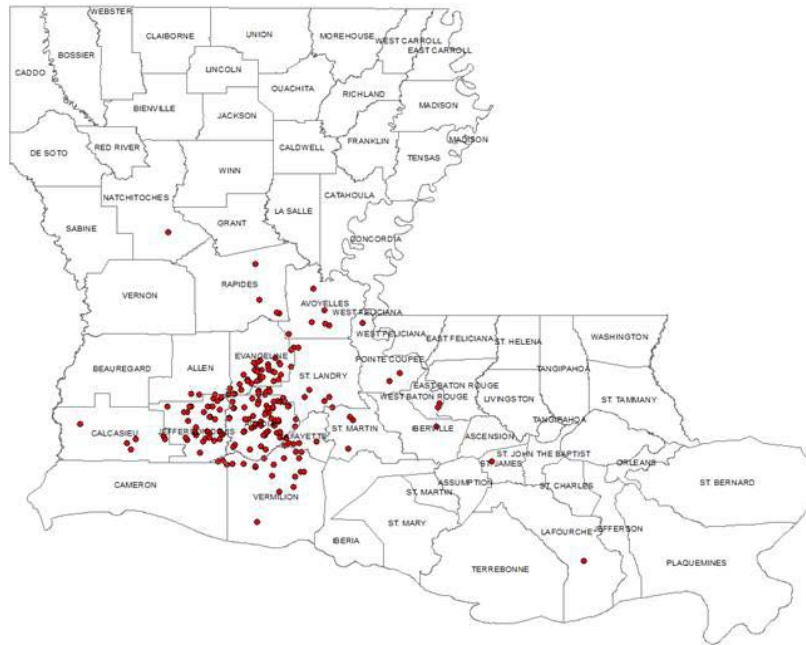 WEBSTER
CLAIBORNE
UNION
MOREHOUSE
WEST CARROLL
EAST CARROLL
BOSSIER
CADDO
LINCOLN
OUACHITA
RICHLAND
MADISON
BIENVILLE
JACKSON
DE SOTO
RED RIVER
CALDWELL
FRANKLIN
MADISON
TENSAS
WINN
NATCHITOCHES
CATAHOULA
LA SALLE
SABINE
GRANT
CONCORDIA
VERNON
RAPIDES
AVOYELLES
WEST FELICIANA
WEST FELICIANA
EAST FELICIANA
ST. HELENA
WASHINGTON
EVANGELINE
POINTE COUPEE
TANGIPAHOA
BEAUREGARD
ALLEN
ST. LANDRY
EAST BATON ROUGE
WEST BATON ROUGE
LIVINGSTON
ST. TAMMANY
TANGIPAHOA
CALCASIEU
JEFFERSON DAVIS
LAFAYETTE
ST. MARTIN
IBERVILLE
ASCENSION
ST. JOHN THE BAPTIST
ST. JAMES
ORLEANS
CAMERON
VERMILION
ST. MARTIN
ASSUMPTION
ST. CHARLES
ST. BERNARD
IBERIA
ST. MARY
LAFOURCHE
JEFFERSON
TERREBONNE
PLAQUEMINES